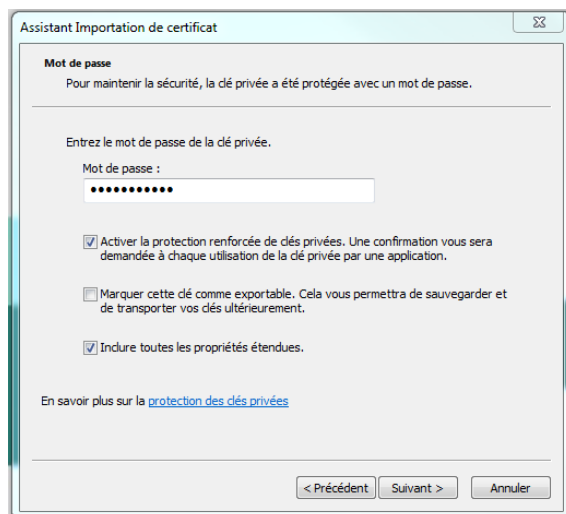 Assistant Importation de certificat
Mot de passe
Pour maintenir la sécurité, la clé privée a été protégée avec un mot de passe.
Entrez le mot de passe de la clé privée.
Mot de passe :
•••••••••••
Activer la protection renforcée de clés privées. Une confirmation vous sera
demandée à chaque utilisation de la clé privée par une application.
Marquer cette clé comme exportable. Cela vous permettra de sauvegarder et
de transporter vos clés ultérieurement.
Inclure toutes les propriétés étendues.
En savoir plus sur la protection des clés privées
< Précédent Suivant > Annuler